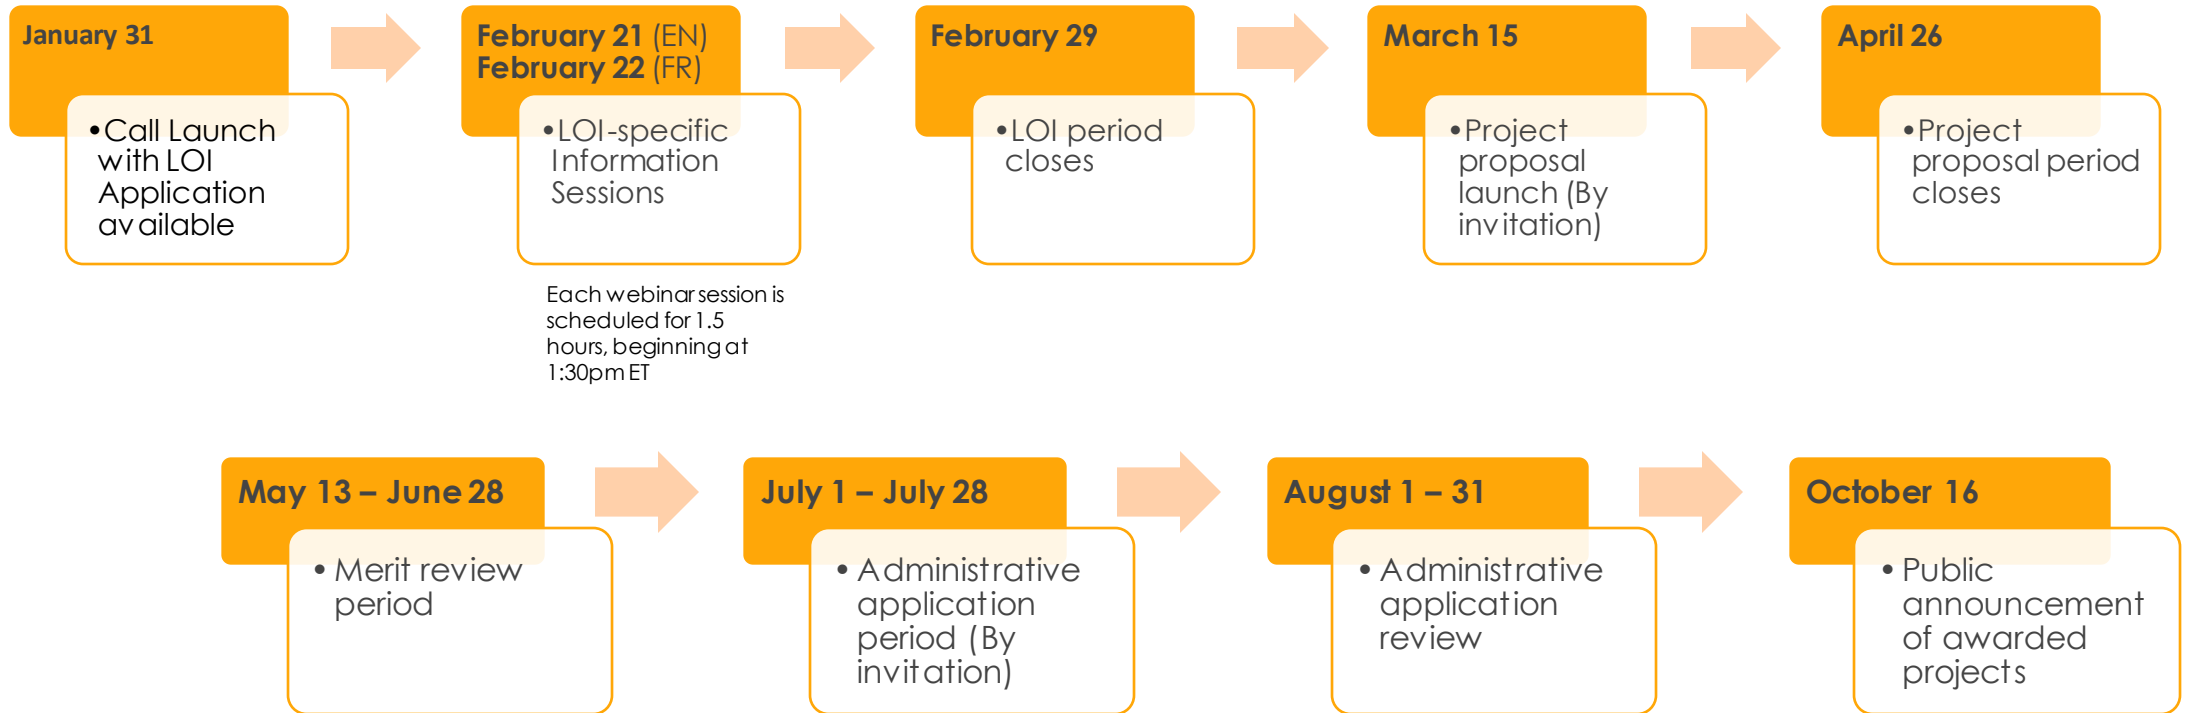 January 31
•Call Launch
with LOI
Application
available
February 21 (EN)
February 22 (FR)
•LOI-specific
Information
Sessions
Each webinar session is
scheduled for 1.5
hours, beginning at
1:30pm ET
February 29
•LOI period
closes
March 15
•Project
proposal
launch (By
invitation)
April 26
•Project
proposal period
closes
May 13 – June 28
• Merit review
period
July 1 – July 28
• Administrative
application
period (By
invitation)
August 1 – 31
• Administrative
application
review
October 16
• Public
announcement
of awarded
projects